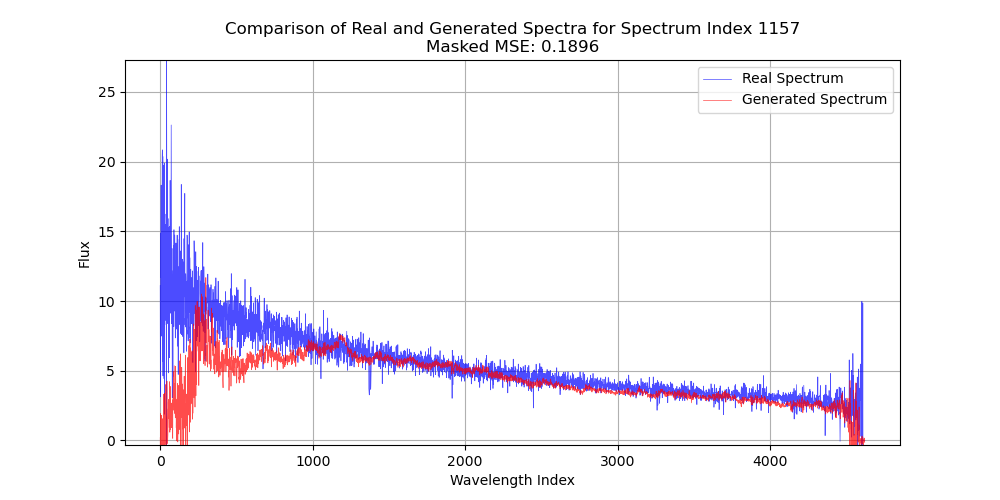 Comparison of Real and Generated Spectra for Spectrum Index 1157
Masked MSE: 0.1896
Real Spectrum
Generated Spectrum
Flux
25
20
15
10
5
0
0 1000 2000 3000 4000
Wavelength Index